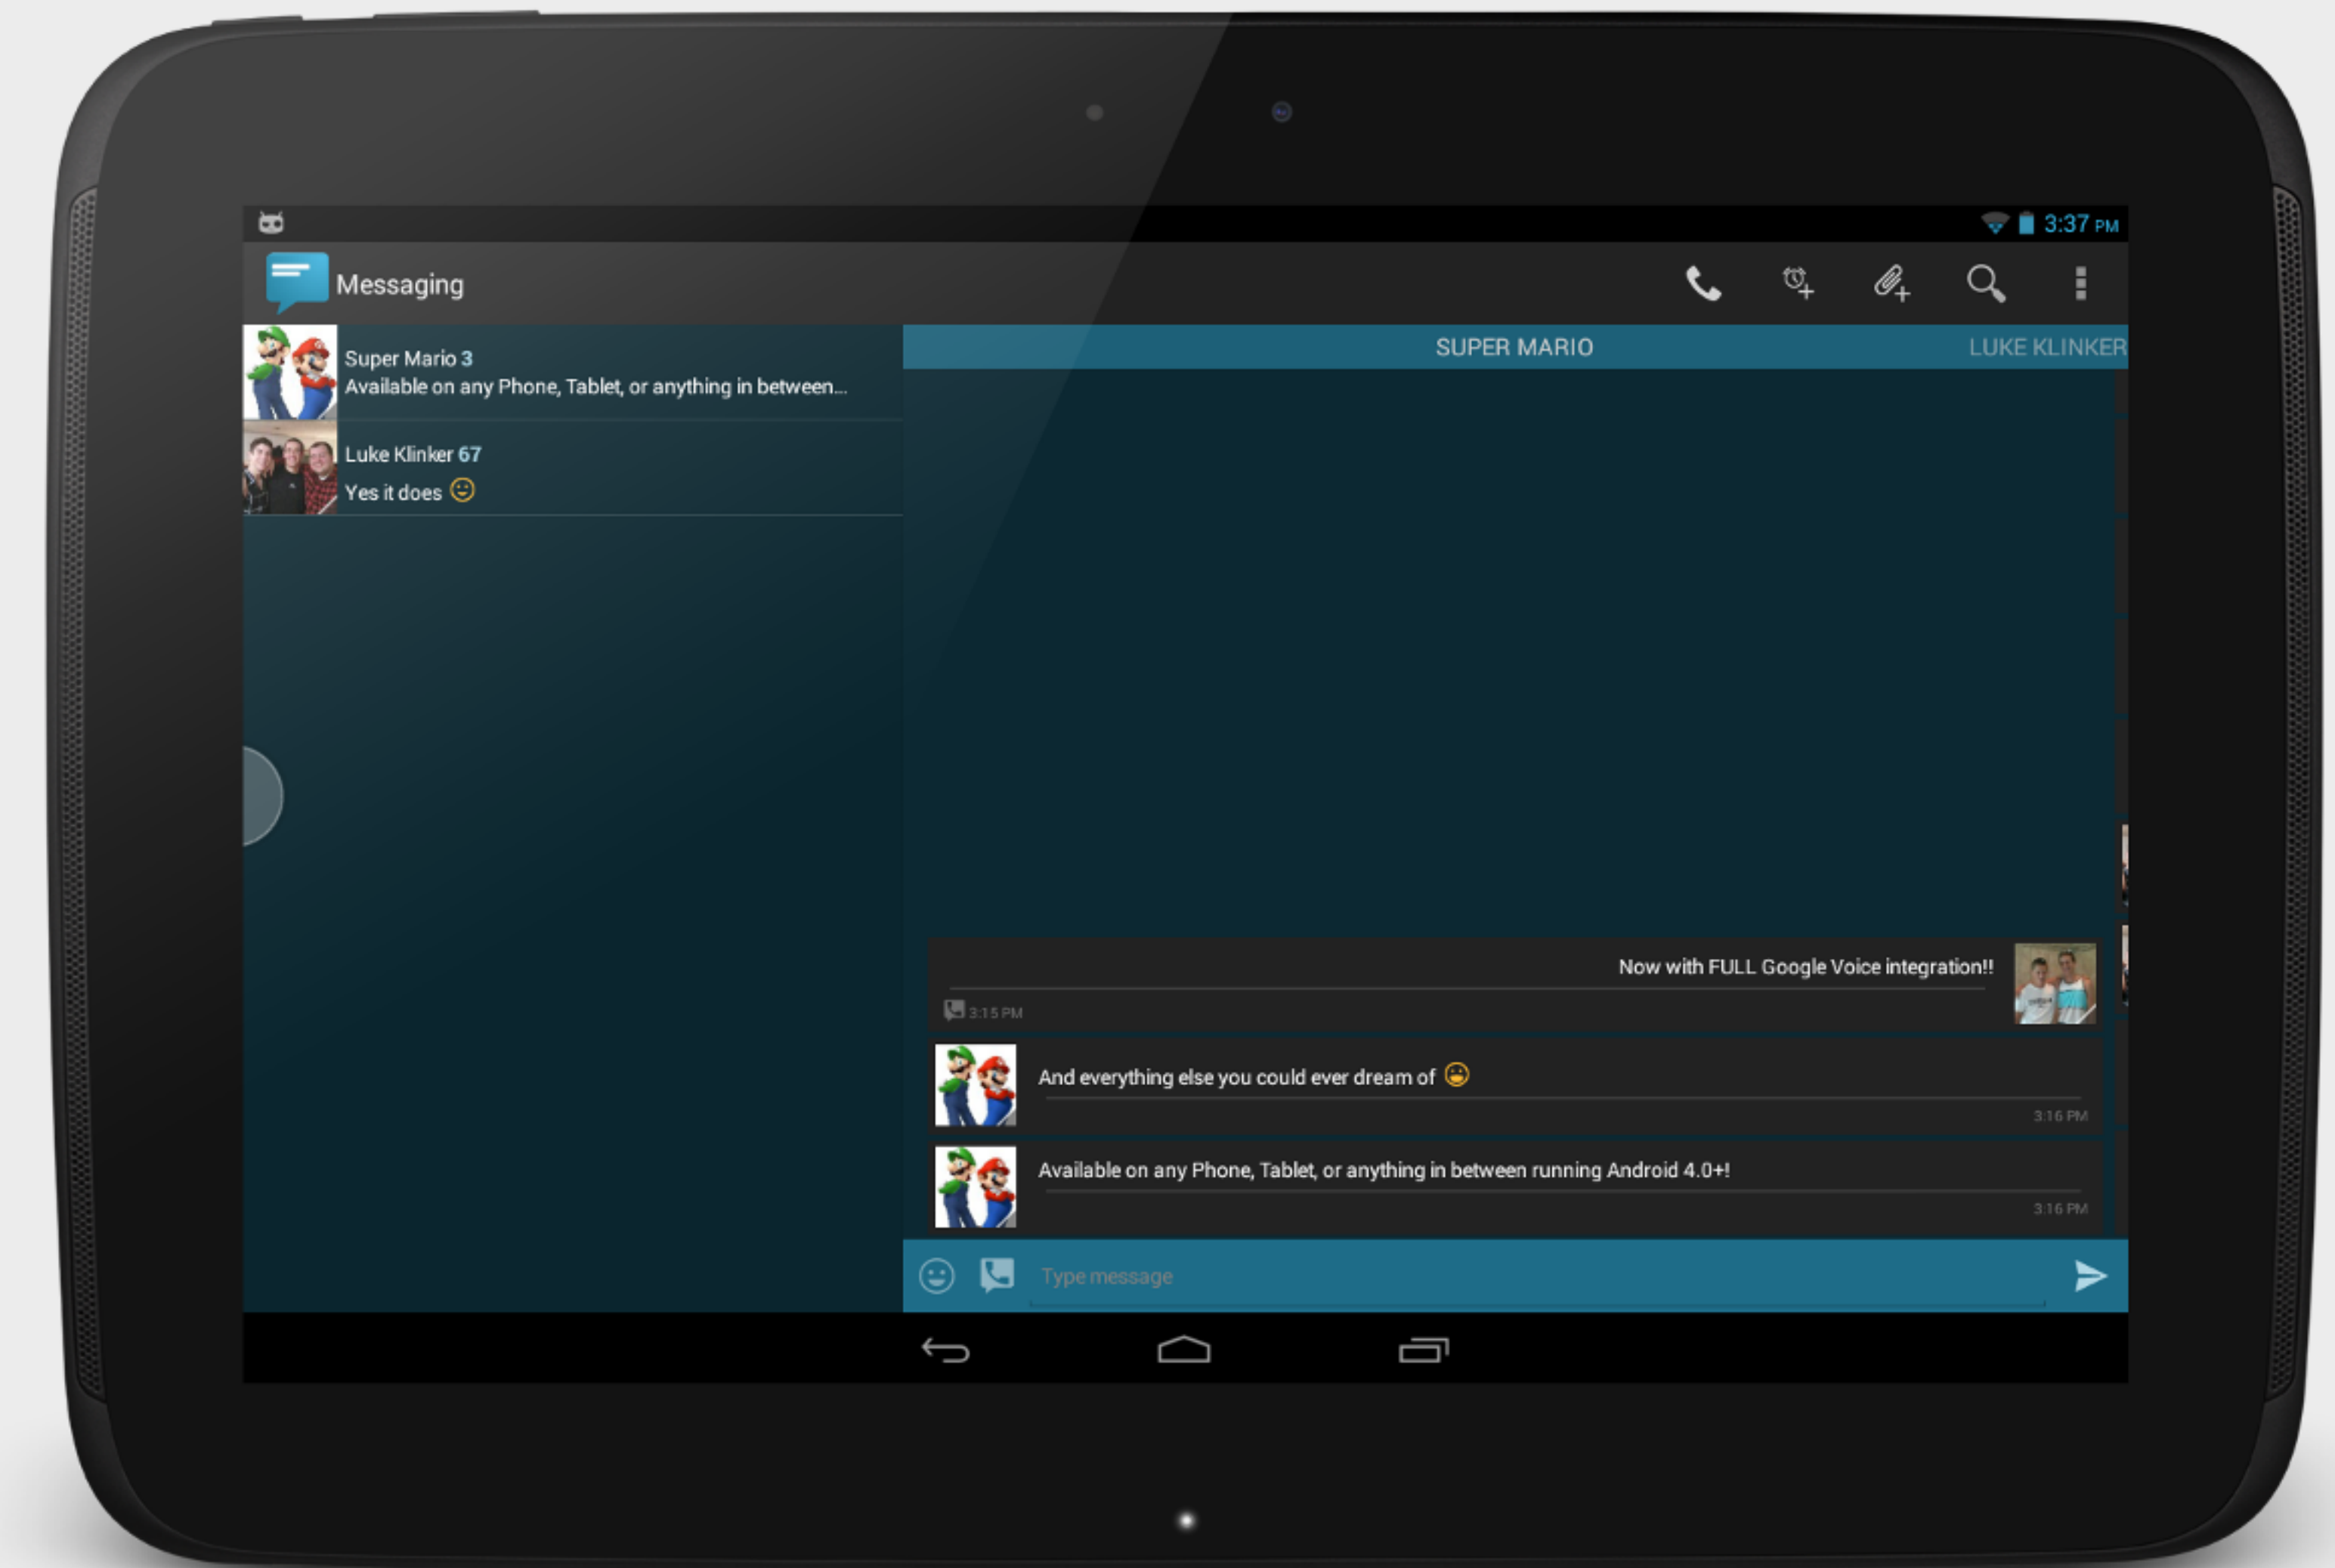 3:37 PM
Messaging
Super Mario 3
Available on any Phone, Tablet, or anything in between...
Luke Klinker 67
Yes it does
SUPER MARIO
LUKE KLINKER
Now with FULL Google Voice integration!!
3:15 PM
And everything else you could ever dream of
3:16 PM
Available on any Phone, Tablet, or anything in between running Android 4.0+!
3:16 PM
Type message